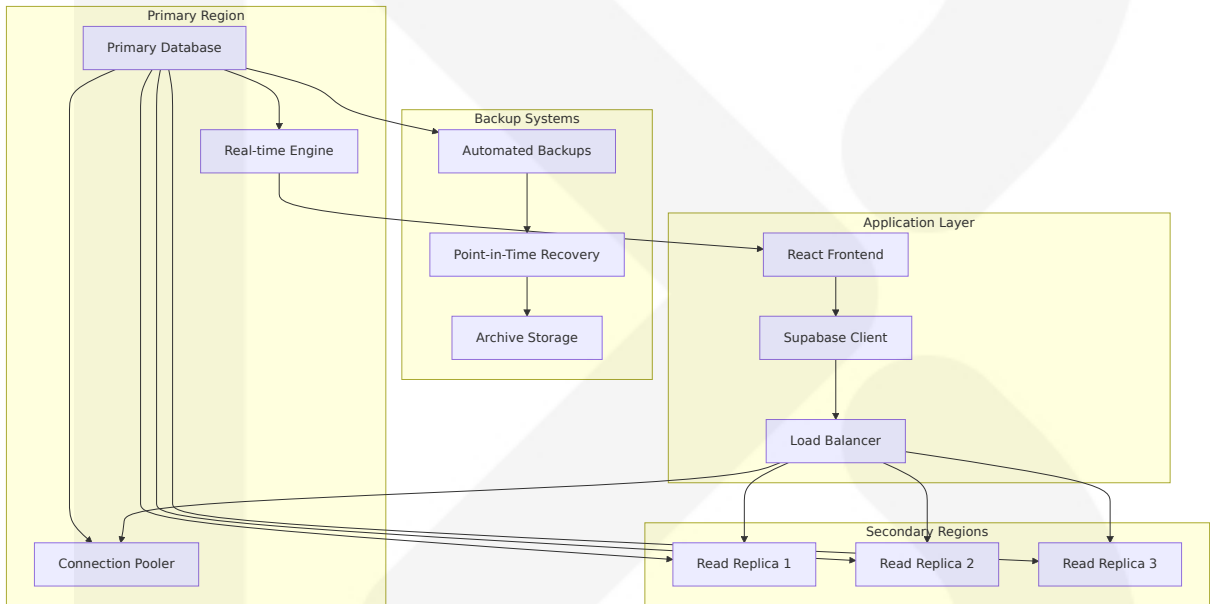 Primary Region
Primary Database
Real-time Engine
Connection Pooler
Backup Systems
Automated Backups
Point-in-Time Recovery
Archive Storage
Application Layer
React Frontend
Supabase Client
Load Balancer
Secondary Regions
Read Replica 1
Read Replica 2
Read Replica 3